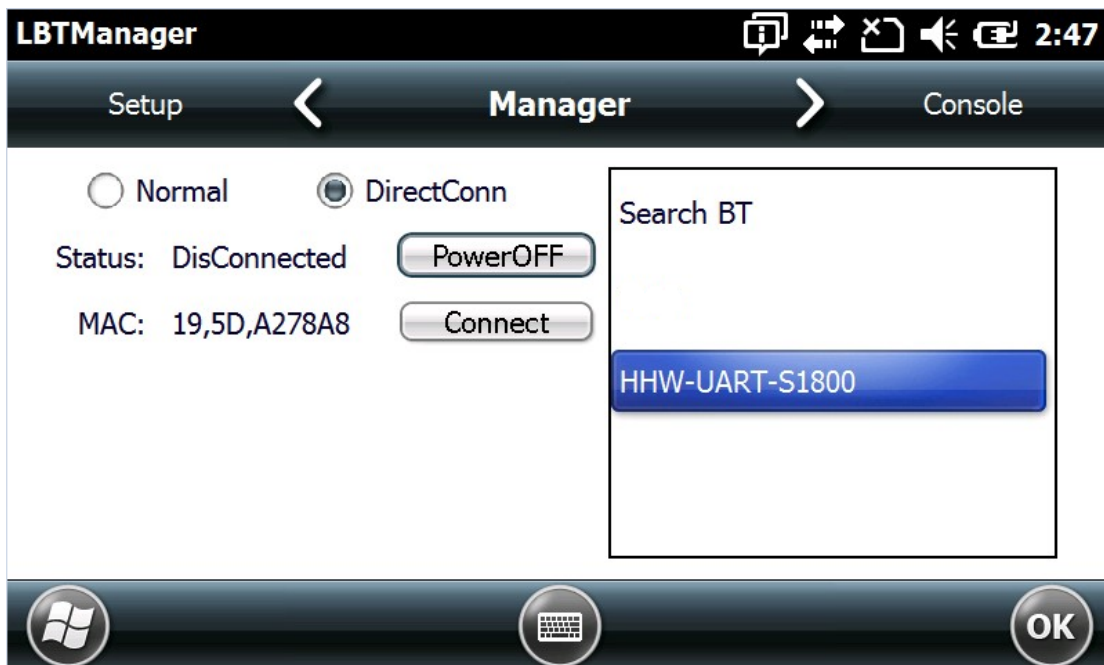 LBTManager 2:47
Setup Manager Console
Normal DirectConn
Status: DisConnected PowerOFF
MAC: 19,5D,A278A8 Connect
Search BT
HHW-UART-S1800
OK